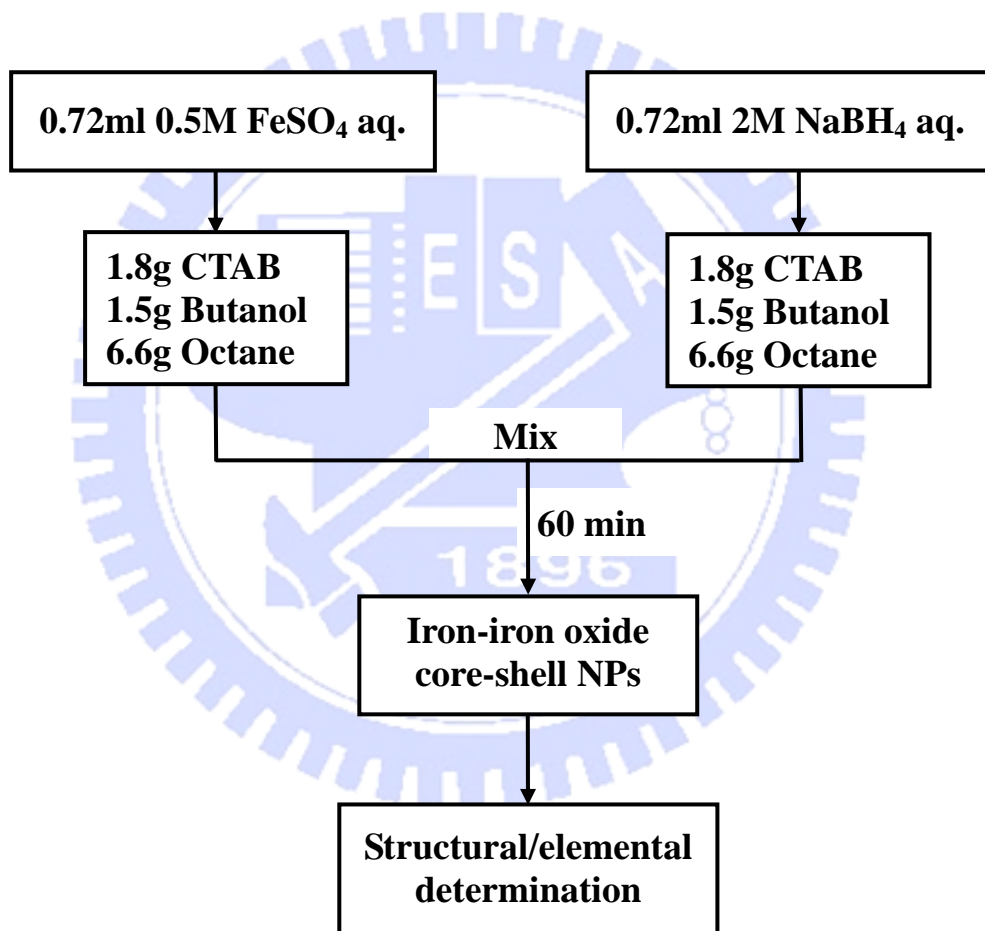 0.72ml 0.5M FeSO₄ aq.
0.72ml 2M NaBH₄ aq.
1.8g CTAB
1.5g Butanol
6.6g Octane
1.8g CTAB
1.5g Butanol
6.6g Octane
ESA
Mix
60 min
1896
Iron-iron oxide
core-shell NPs
Structural/elemental
determination